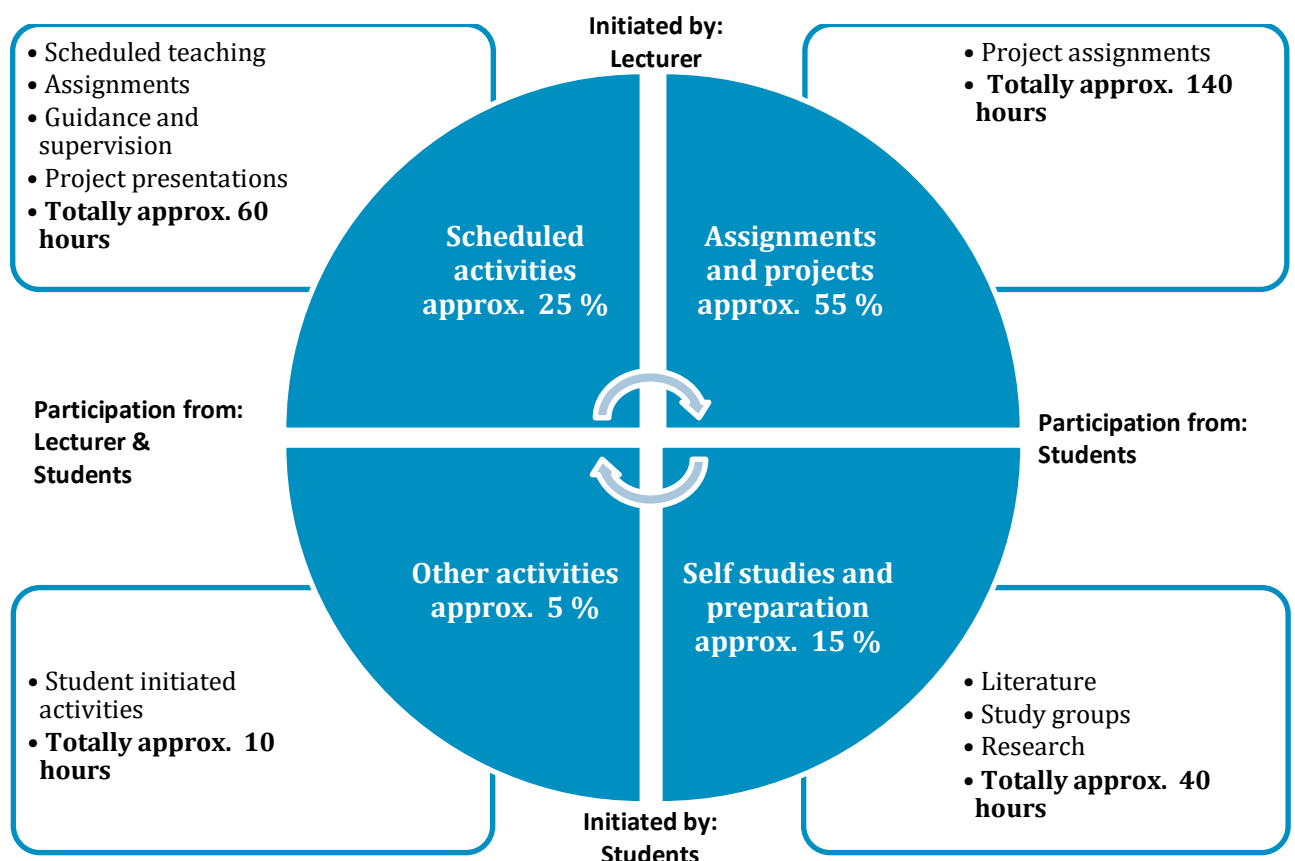 Initiated by:
Lecturer
• Scheduled teaching
• Assignments
• Guidance and
supervision
• Project presentations
• Totally approx. 60
hours
• Project assignments
• Totally approx.  140
hours
Scheduled
activities
approx.  25 %
Assignments
and projects
approx.  55 %
Participation from:
Lecturer &
Students
Participation from:
Students
Other activities
approx.  5 %
Self studies and
preparation
approx.  15 %
• Student initiated
activities
• Totally approx.  10
hours
• Literature
• Study groups
• Research
• Totally approx.  40
hours
Initiated by:
Students